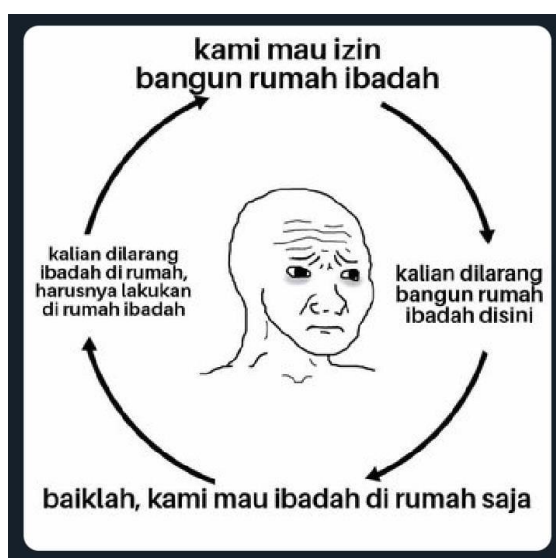 kami mau izin
bangun rumah ibadah
kalian dilarang
bangun rumah
ibadah disini
baiklah, kami mau ibadah di rumah saja
kalian dilarang
ibadah di rumah,
harusnya lakukan
di rumah ibadah